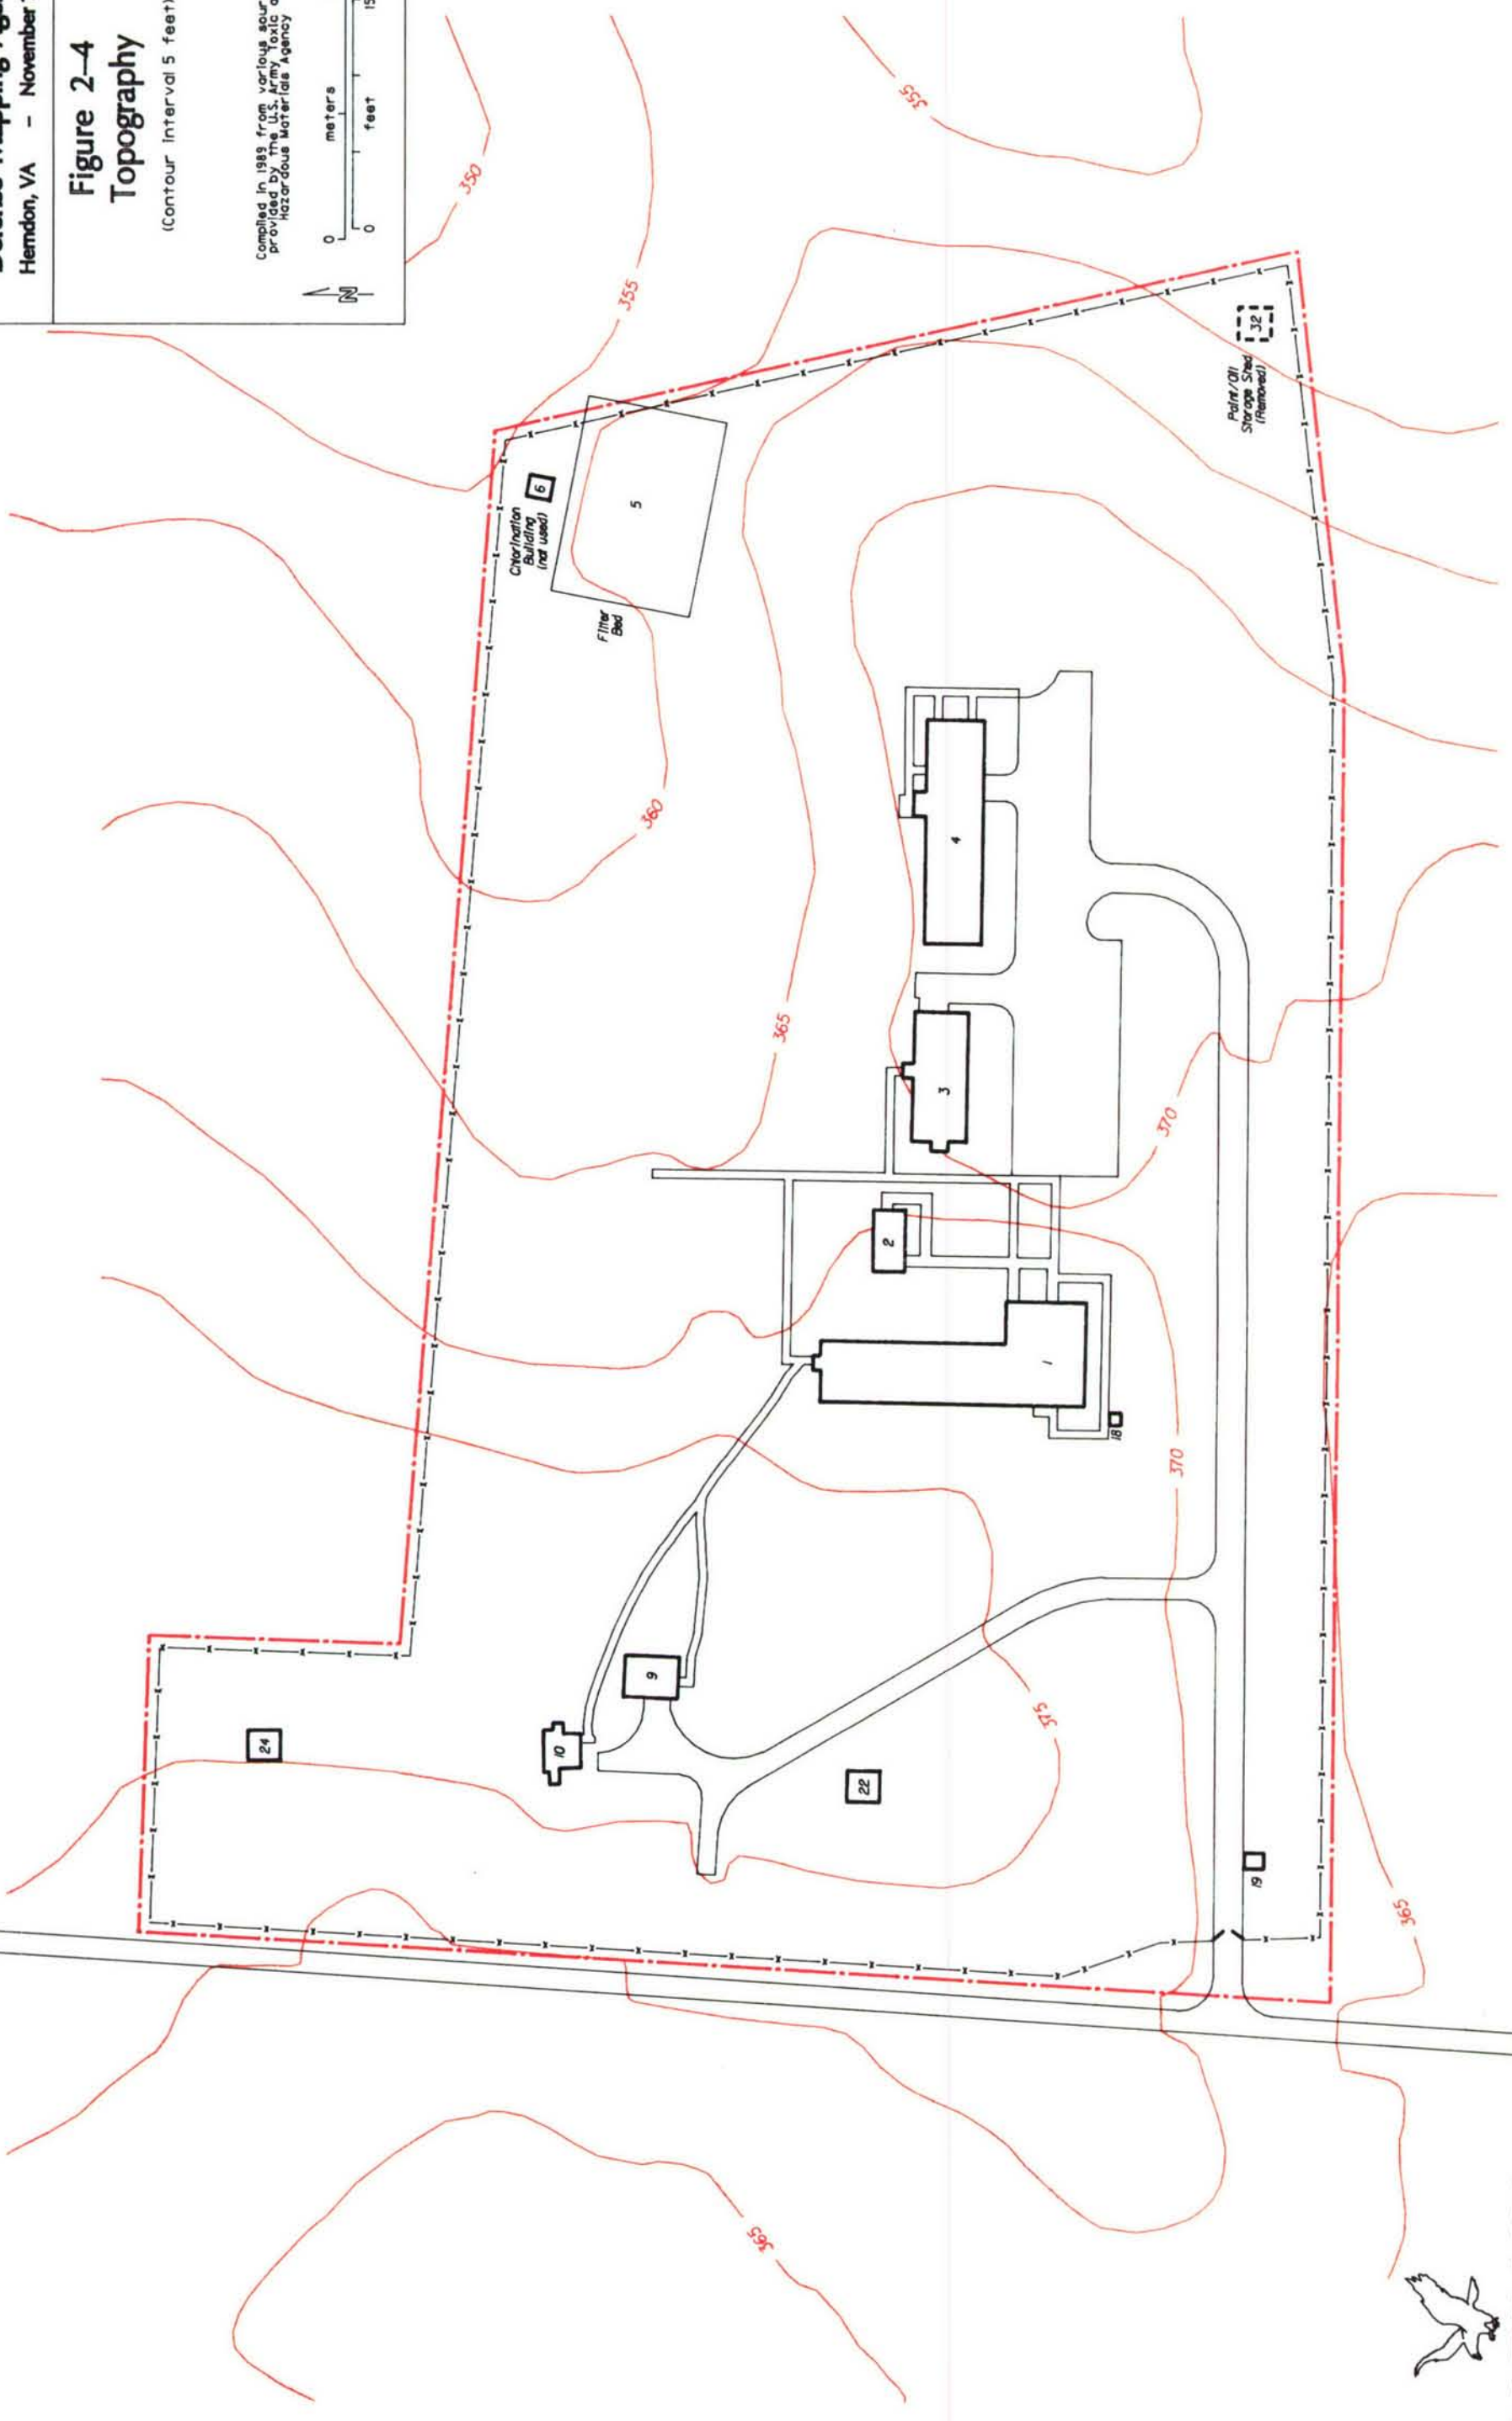 Herndon, VA - November
Figure 2-4
Topography
(Contour Interval 5 feet)
Compiled in 1989 from various
provided by the U.S. Army Toxic
Hazardous Materials Agency
0
meters
0
feet
15
N
350
355
355
6
Chlorination
Building
(not used)
5
Filter
Bed
32
Paint/Oil
Storage Shed
(Removed)
360
4
365
3
370
2
1
18
370
9
10
24
375
22
19
365
365